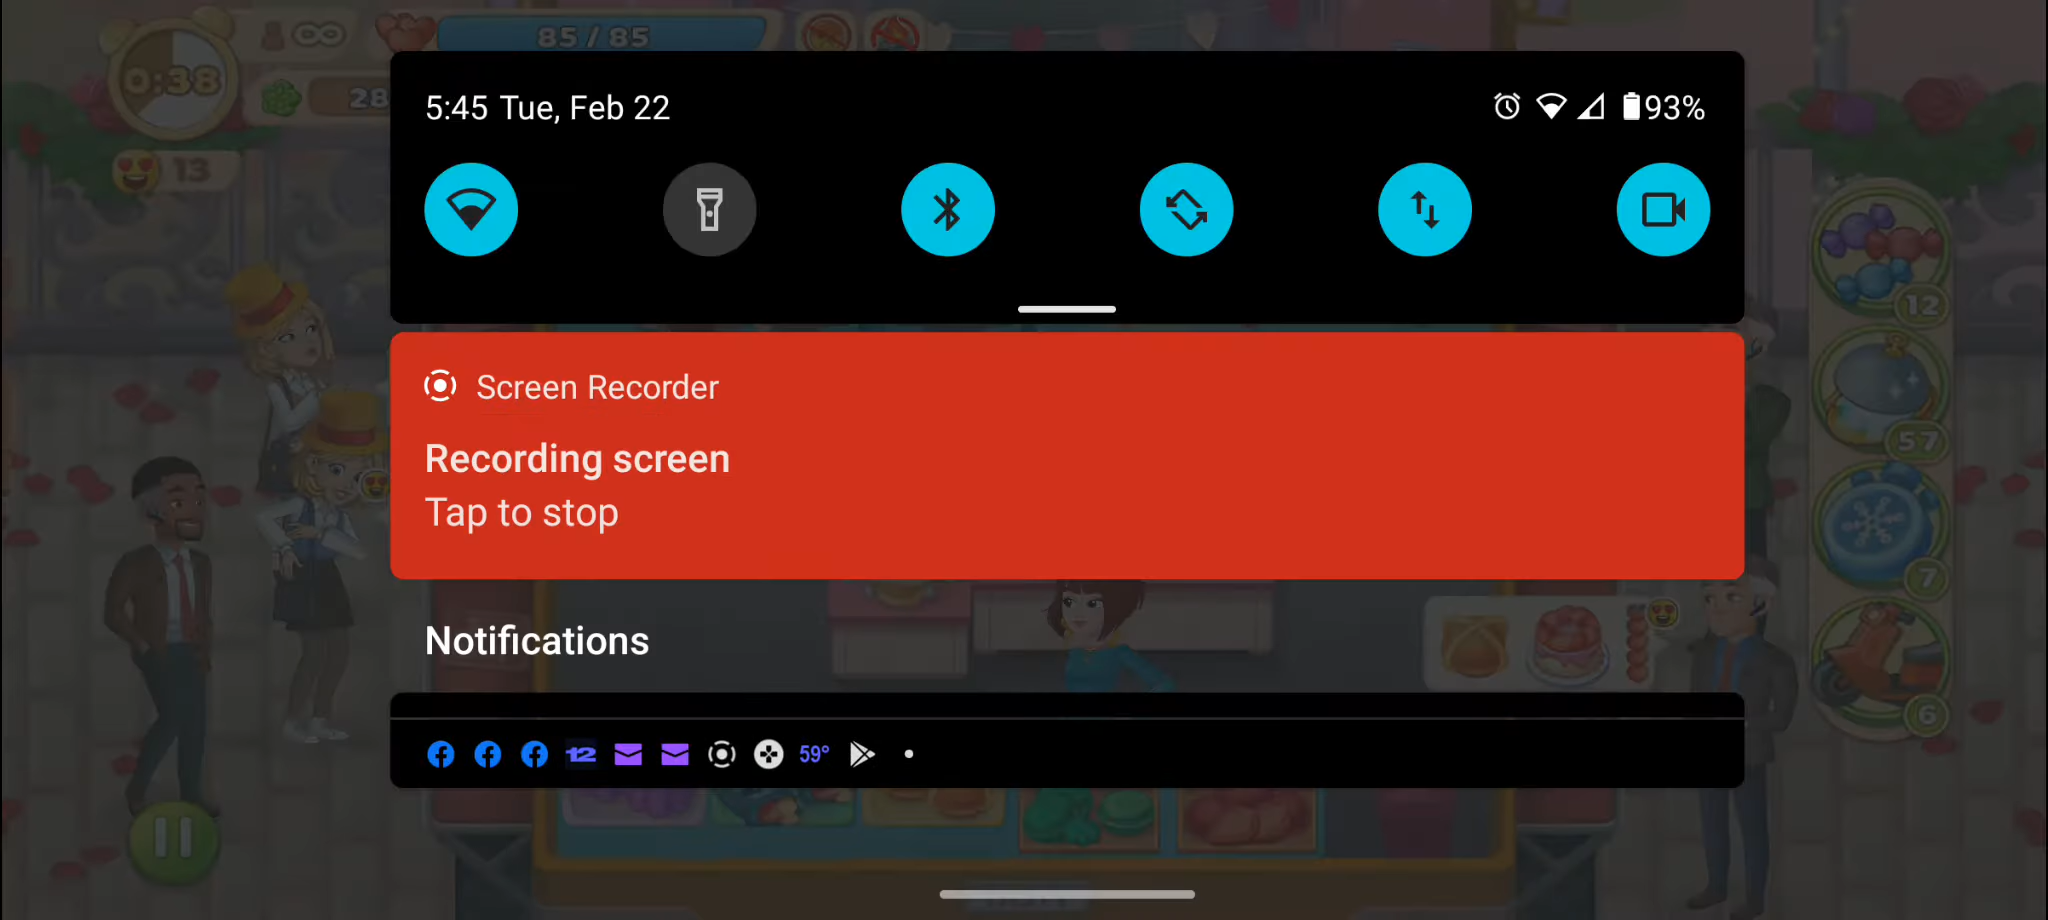 85 / 85
0:38
28
5:45 Tue, Feb 22
93%
13
12
Screen Recorder
57
Recording screen
Tap to stop
7
Notifications
6
12
59°